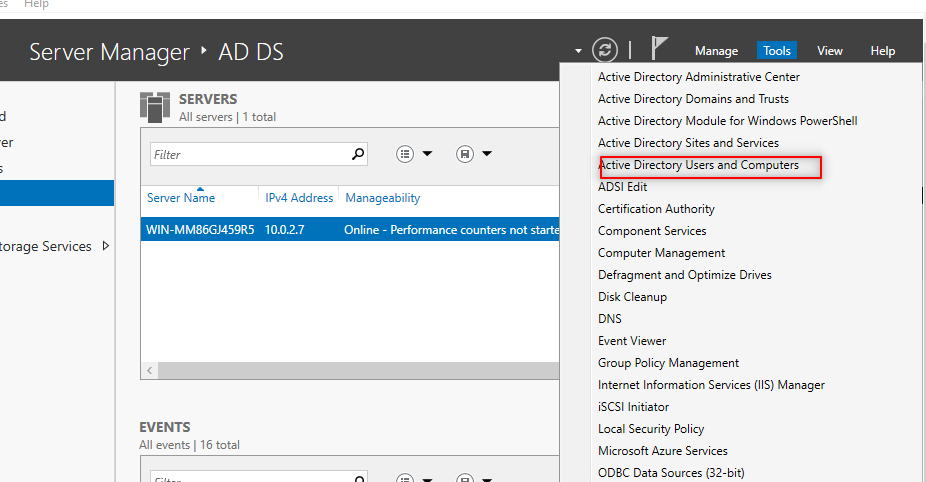 Help
Server Manager ‣ AD DS
Manage Tools View Help
SERVERS
All servers | 1 total
Filter
Server Name IPv4 Address Manageability
WIN-MM86GJ459R5 10.0.2.7 Online - Performance counters not starte
torage Services
EVENTS
All events | 16 total
Filter
Active Directory Administrative Center
Active Directory Domains and Trusts
Active Directory Module for Windows PowerShell
Active Directory Sites and Services
Active Directory Users and Computers
ADSI Edit
Certification Authority
Component Services
Computer Management
Defragment and Optimize Drives
Disk Cleanup
DNS
Event Viewer
Group Policy Management
Internet Information Services (IIS) Manager
iSCSI Initiator
Local Security Policy
Microsoft Azure Services
ODBC Data Sources (32-bit)